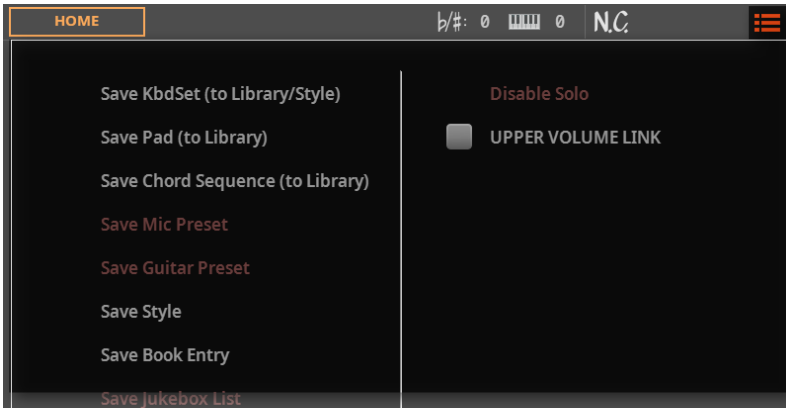 HOME
♭/#: 0 0 N.C.
Save KbdSet (to Library/Style)
Save Pad (to Library)
Save Chord Sequence (to Library)
Save Mic Preset
Save Guitar Preset
Save Style
Save Book Entry
Save Jukebox List
Disable Solo
UPPER VOLUME LINK